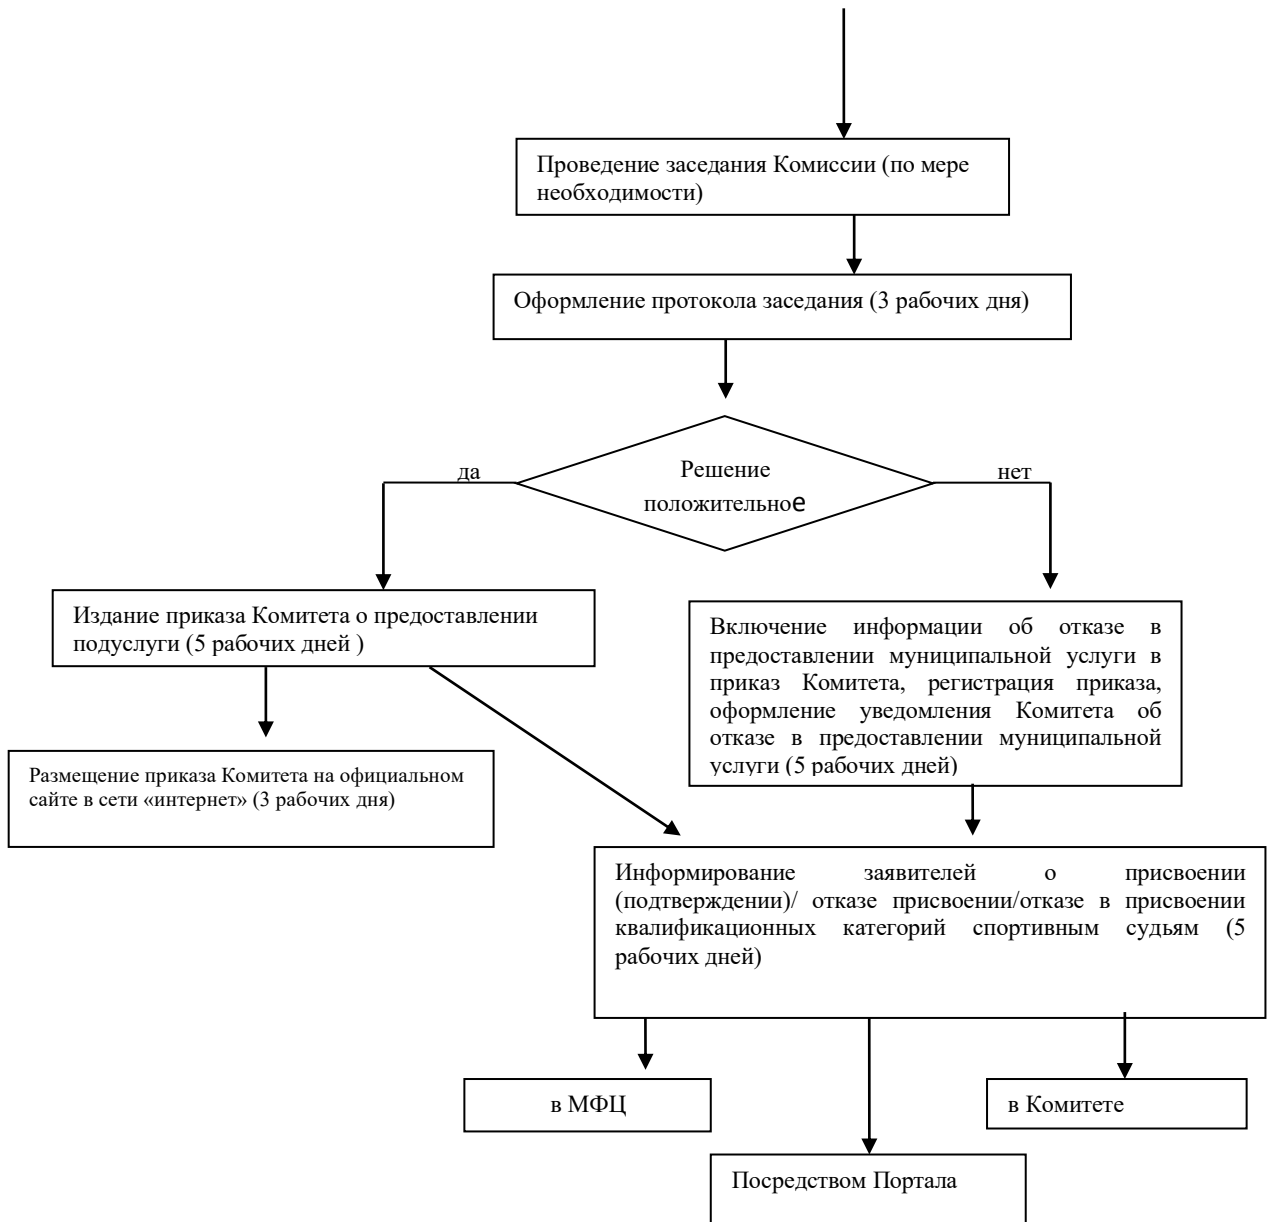 Проведение заседания Комиссии (по мере
необходимости)
Оформление протокола заседания (3 рабочих дня)
да
Решение
положительное
нет
Издание приказа Комитета о предоставлении
подуслуги (5 рабочих дней )
Включение информации об отказе в
предоставлении муниципальной услуги в
приказ Комитета, регистрация приказа,
оформление уведомления Комитета об
отказе в предоставлении муниципальной
услуги (5 рабочих дней)
Размещение приказа Комитета на официальном
сайте в сети «интернет» (3 рабочих дня)
Информирование заявителей о присвоении
(подтверждении)/ отказе присвоении/отказе в присвоении
квалификационных категорий спортивным судьям (5
рабочих дней)
в МФЦ
в Комитете
Посредством Портала